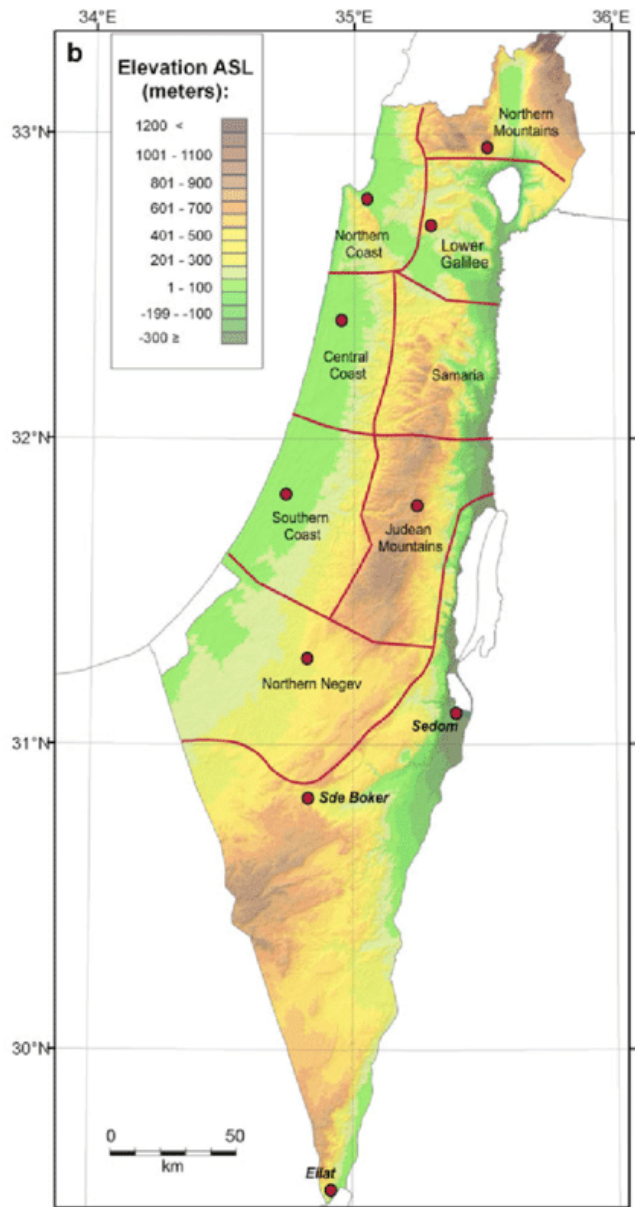 34°E
35°E
36°E
b
Elevation ASL
(meters):
1200 <
1001 - 1100
801 - 900
601 - 700
401 - 500
201 - 300
1 - 100
-199 - -100
-300 ≥
33°N
Northern
Mountains
Northern
Coast
Lower
Galilee
Central
Coast
Samaria
32°N
Southern
Coast
Judean
Mountains
Northern Negev
31°N
Sedom
Sde Boker
30°N
0 50
km
Eilat